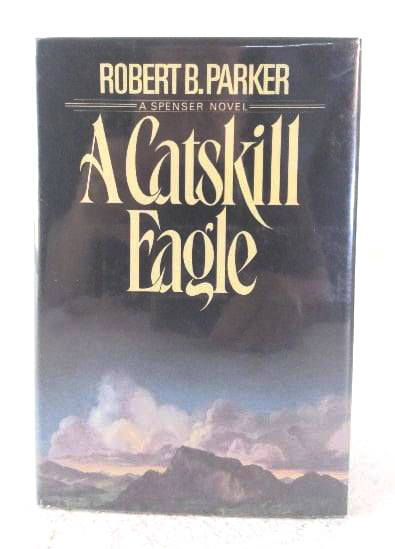 ROBERT B. PARKER
A SPENSER NOVEL
A Catskill
Eagle